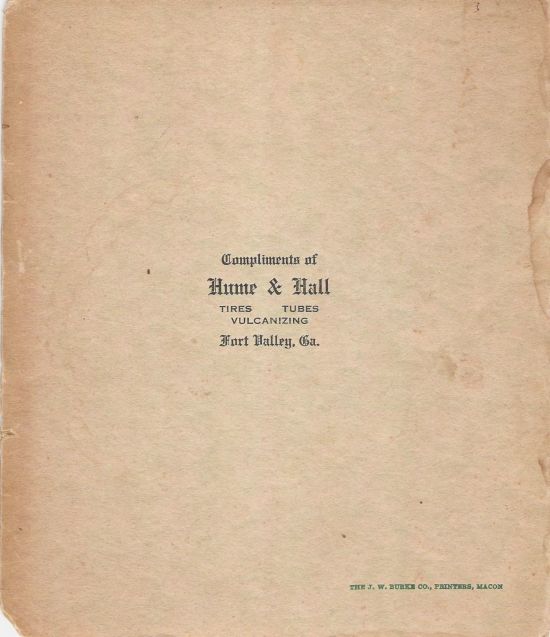 Compliments of
Hume & Hall
TIRES TUBES
VULCANIZING
Fort Valley, Ga.
THE J. W. BURKE CO., PRINTERS, MACON